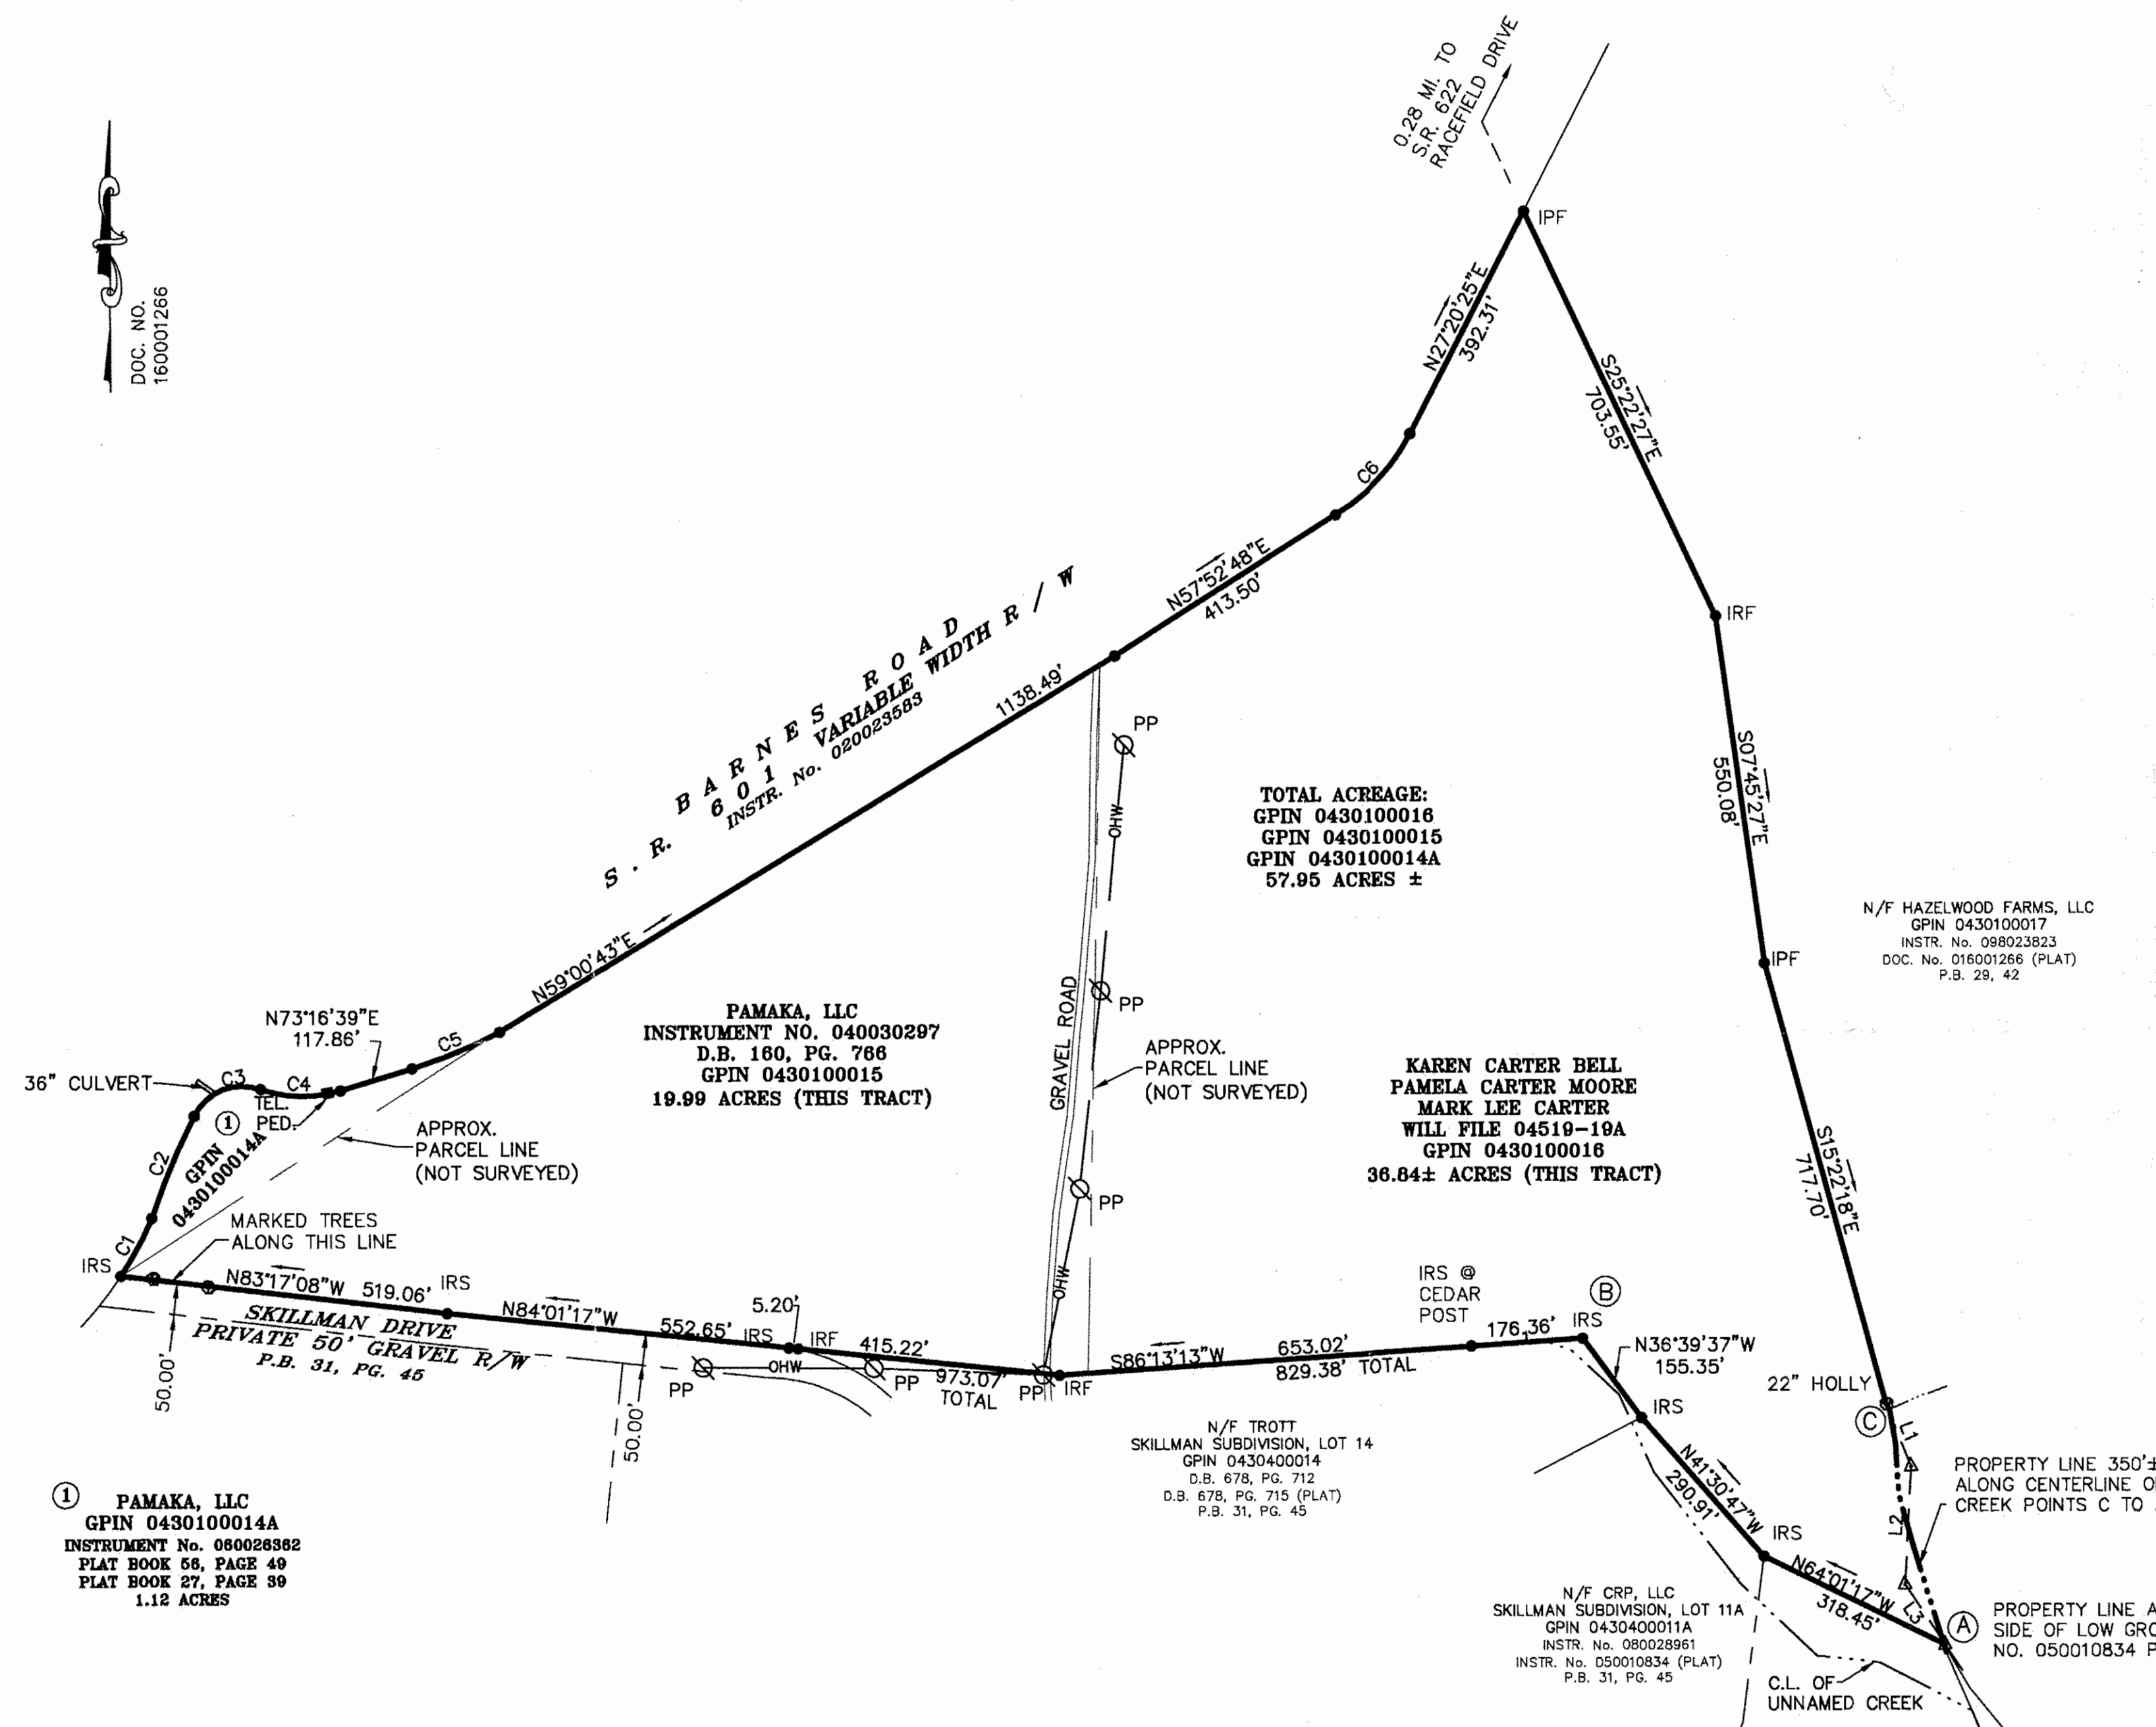 0.28 MI. TO
S.R. 622
RACEFIELD DRIVE
IPF
DOC. NO.
160001266
N27°20'25"E
392.31'
S25°22'27"E
703.55'
C6
IRF
N57°52'48"E
413.50'
S . R. B A R N E S R O A D
6 0 1 VARIABLE WIDTH R / W
INSTR. No. 020023583
1138.49'
PP
OHW
S07°45'27"E
550.08'
TOTAL ACREAGE:
GPIN 0430100016
GPIN 0430100015
GPIN 0430100014A
57.95 ACRES ±
N/F HAZELWOOD FARMS, LLC
GPIN 0430100017
INSTR. No. 098023823
DOC. No. 016001266 (PLAT)
P.B. 29, 42
IPF
N59°00'43"E
N73°16'39"E
117.86'
C5
PAMAKA, LLC
INSTRUMENT NO. 040030297
D.B. 160, PG. 766
GPIN 0430100015
19.99 ACRES (THIS TRACT)
GRAVEL ROAD
PP
APPROX.
PARCEL LINE
(NOT SURVEYED)
KAREN CARTER BELL
PAMELA CARTER MOORE
MARK LEE CARTER
WILL FILE 04519-19A
GPIN 0430100016
36.84± ACRES (THIS TRACT)
36" CULVERT
C3
C4
TEL.
PED.
1
GPIN
0430100014A
APPROX.
PARCEL LINE
(NOT SURVEYED)
C2
C1
MARKED TREES
ALONG THIS LINE
S15°22'18"E
717.70'
PP
OHW
IRS
N83°17'08"W
519.06'
IRS
N84°01'17"W
552.65'
5.20'
IRS
IRF
415.22'
SKILLMAN DRIVE
PRIVATE 50' GRAVEL R/W
P.B. 31, PG. 45
50.00'
50.00'
PP
OHW
PP
973.07'
TOTAL
PP
IRF
S86°13'13"W
653.02'
829.38' TOTAL
IRS @
CEDAR
POST
176.36'
IRS
B
N36°39'37"W
155.35'
22" HOLLY
C
IRS
N/F TROTT
SKILLMAN SUBDIVISION, LOT 14
GPIN 0430400014
D.B. 678, PG. 712
D.B. 678, PG. 715 (PLAT)
P.B. 31, PG. 45
N41°30'47"W
290.91'
L1
L2
L3
PROPERTY LINE 350'±
ALONG CENTERLINE O
CREEK POINTS C TO
IRS
N64°01'17"W
318.45'
A
PROPERTY LINE A
SIDE OF LOW GRO
NO. 050010834 P
1
PAMAKA, LLC
GPIN 0430100014A
INSTRUMENT No. 060026362
PLAT BOOK 56, PAGE 49
PLAT BOOK 27, PAGE 39
1.12 ACRES
N/F CRP, LLC
SKILLMAN SUBDIVISION, LOT 11A
GPIN 0430400011A
INSTR. No. 080028961
INSTR. No. D50010834 (PLAT)
P.B. 31, PG. 45
C.L. OF
UNNAMED CREEK